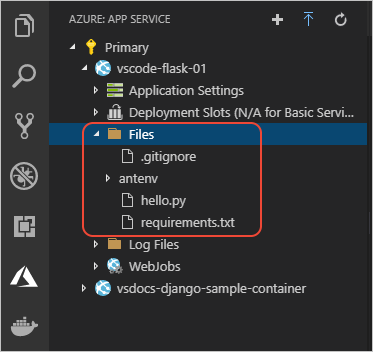 AZURE: APP SERVICE
Primary
vscode-flask-01
Application Settings
Deployment Slots (N/A for Basic Servi...
Files
.gitignore
antenv
hello.py
requirements.txt
Log Files
WebJobs
vsdocs-django-sample-container